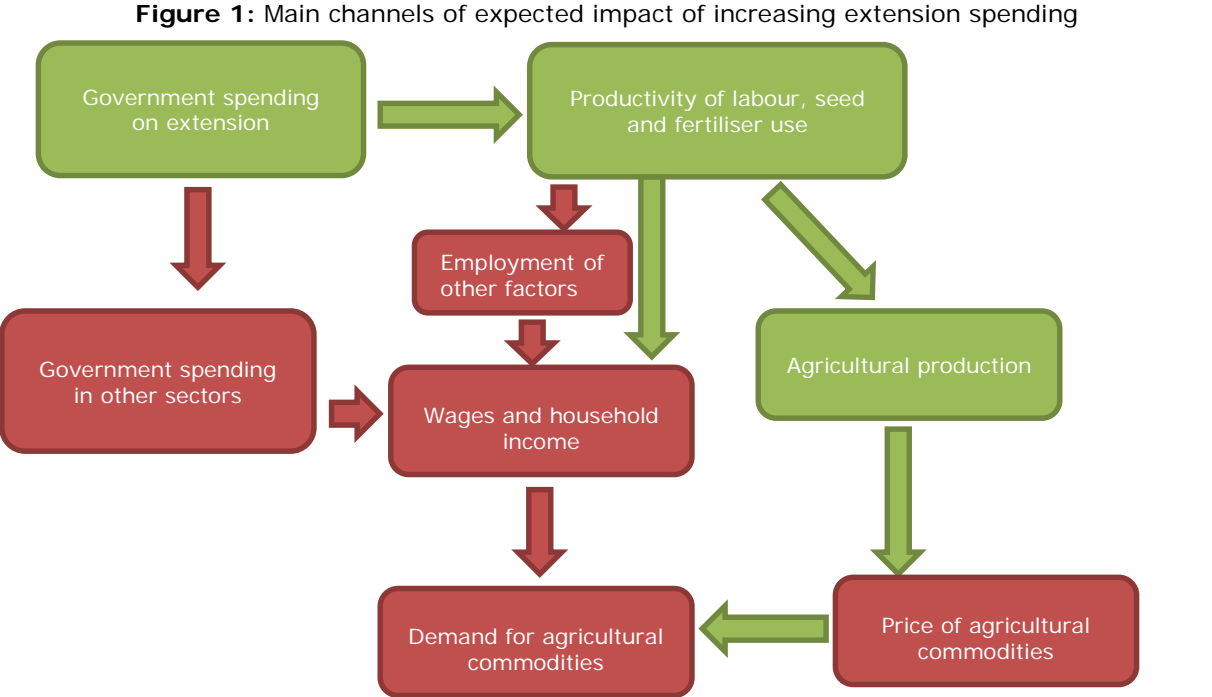 Figure 1: Main channels of expected impact of increasing extension spending
Government spending
on extension
Productivity of labour, seed
and fertiliser use
Employment of
other factors
Government spending
in other sectors
Wages and household
income
Agricultural production
Demand for agricultural
commodities
Price of agricultural
commodities